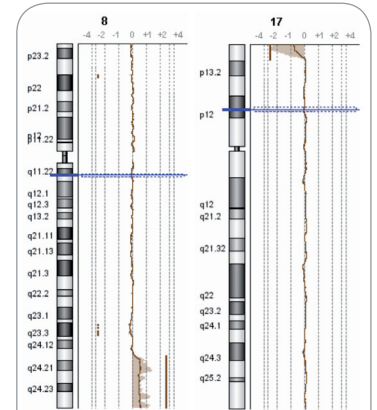 8
-4 -2 -1 0 +1 +2 +4
p23.2
p22
p21.2
p12
p11.22
q11.22
q12.1
q12.3
q13.2
q21.11
q21.13
q21.3
q22.2
q23.1
q23.3
q24.12
q24.21
q24.23
17
-4 -2 -1 0 +1 +2 +4
p13.2
p12
q12
q21.2
q21.32
q22
q23.2
q24.1
q24.3
q25.2